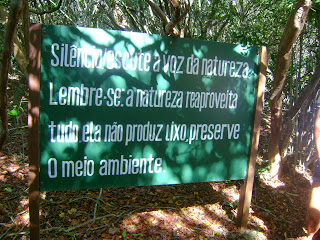 Silêncio, escute a voz da natureza.
Lembre-se: a natureza reaproveita
tudo, ela não produz lixo, preserve
O meio ambiente.